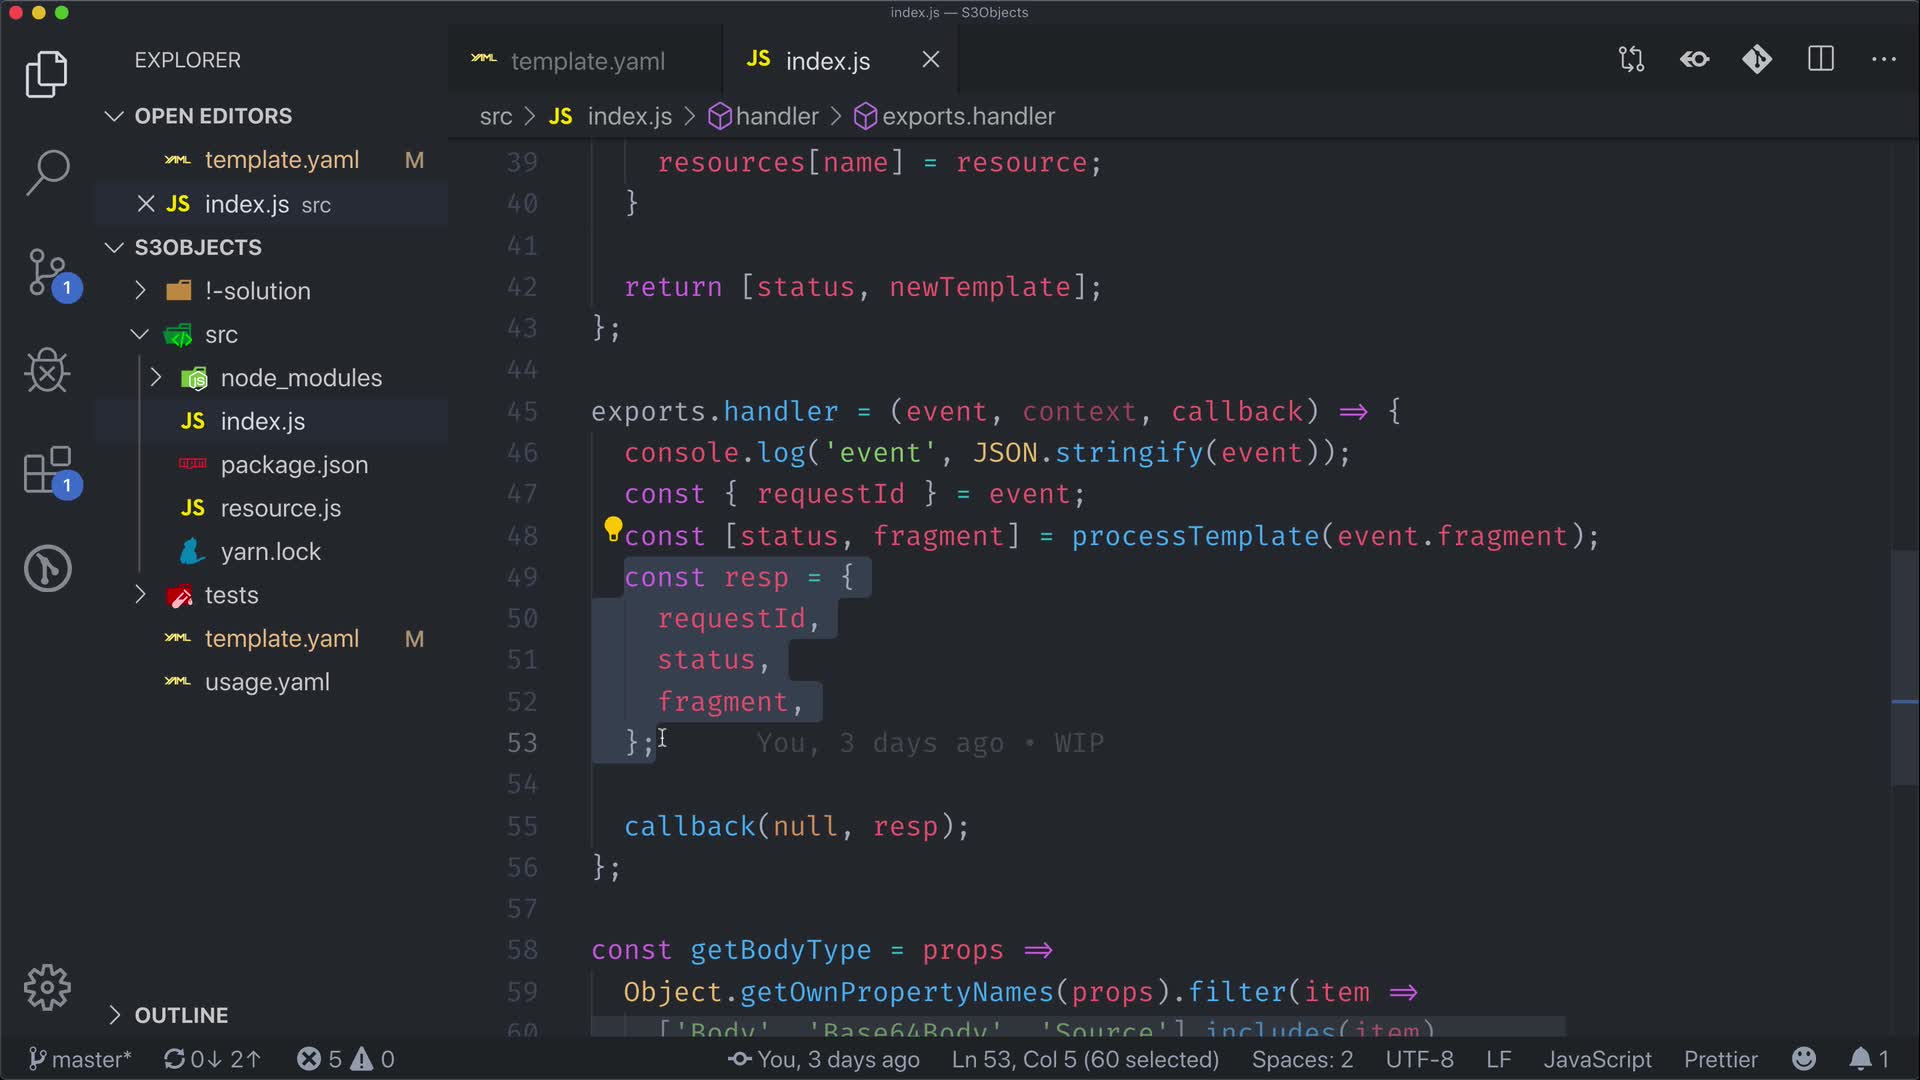 index.js — S3Objects
EXPLORER
OPEN EDITORS
template.yaml M
JS index.js src
S3OBJECTS
!-solution
src
node_modules
JS index.js
package.json
JS resource.js
yarn.lock
tests
template.yaml M
usage.yaml
OUTLINE
1
1
template.yaml
JS index.js
src > JS index.js > handler > exports.handler
39 resources[name] = resource;
40 }
41
42 return [status, newTemplate];
43 };
44
45 exports.handler = (event, context, callback) => {
46 console.log('event', JSON.stringify(event));
47 const { requestId } = event;
48 const [status, fragment] = processTemplate(event.fragment);
49 const resp = {
50 requestId,
51 status,
52 fragment,
53 }; You, 3 days ago • WIP
54
55 callback(null, resp);
56 };
57
58 const getBodyType = props =>
59 Object.getOwnPropertyNames(props).filter(item =>
60 ['Body', 'Base64Body', 'Source'].includes(item)
master* 0↓ 2↑ 5 0 You, 3 days ago Ln 53, Col 5 (60 selected) Spaces: 2 UTF-8 LF JavaScript Prettier 1